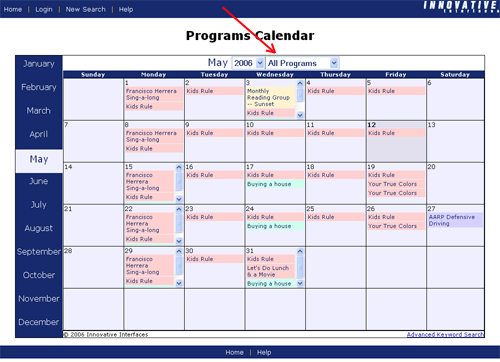 Home | Login | New Search | Help
INNOVATIVE
Interfaces
Programs Calendar
May 2006 All Programs
January
February
March
April
May
June
July
August
September
October
November
December
Sunday Monday Tuesday Wednesday Thursday Friday Saturday
1 2 3 4 5 6
Francisco Herrera Sing-a-long
Kids Rule
Kids Rule
Monthly Reading Group -- Sunset
Kids Rule
Kids Rule
Kids Rule
7 8 9 10 11 12 13
Francisco Herrera Sing-a-long
Kids Rule
Kids Rule
Kids Rule
Kids Rule
Kids Rule
14 15 16 17 18 19 20
Francisco Herrera Sing-a-long
Kids Rule
Kids Rule
Kids Rule
Buying a house
Kids Rule
Kids Rule
Your True Colors
21 22 23 24 25 26 27
Francisco Herrera Sing-a-long
Kids Rule
Kids Rule
Kids Rule
Buying a house
Kids Rule
Kids Rule
Your True Colors
AARP Defensive Driving
28 29 30 31
Francisco Herrera Sing-a-long
Kids Rule
Kids Rule
Kids Rule
Let's Do Lunch & a Movie
Buying a house
© 2006 Innovative Interfaces
Advanced Keyword Search
Home | Help